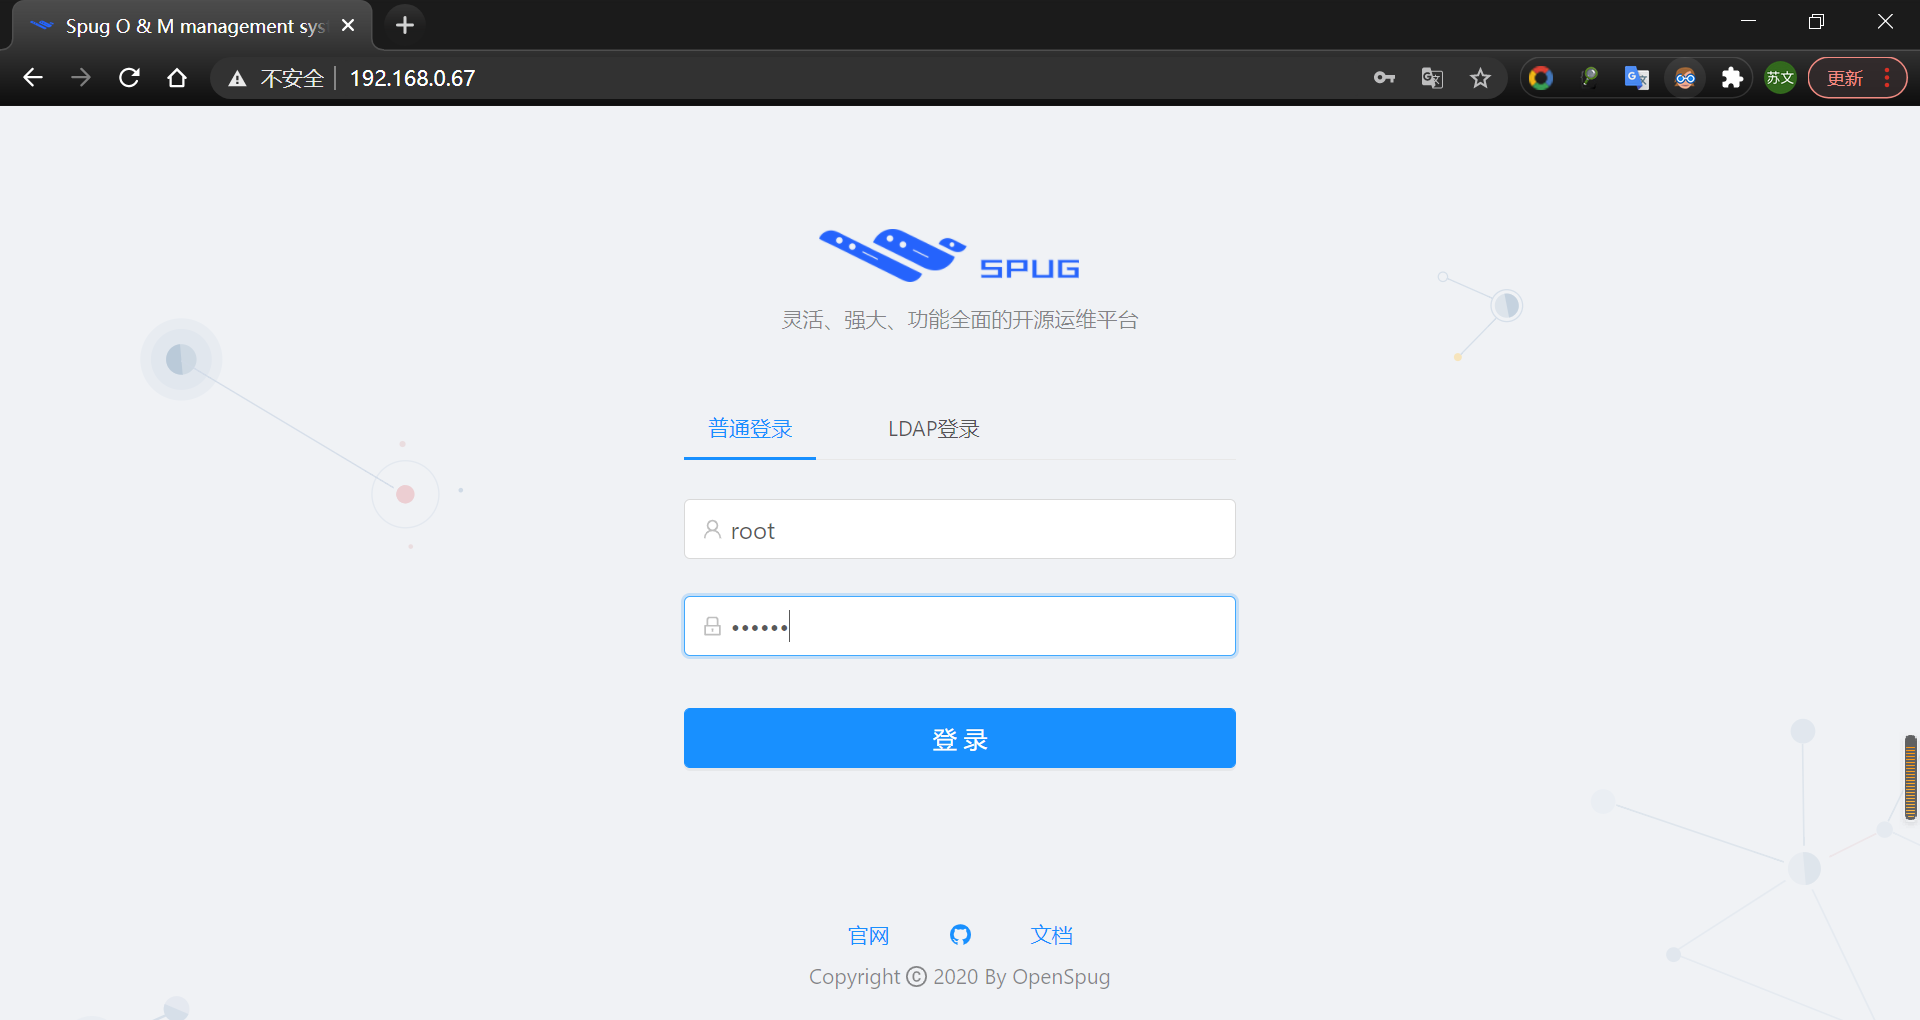 Spug O & M management sys
不安全 192.168.0.67
苏文
更新
SPUG
灵活、强大、功能全面的开源运维平台
普通登录 LDAP登录
root
••••••
登 录
官网 文档
Copyright © 2020 By OpenSpug